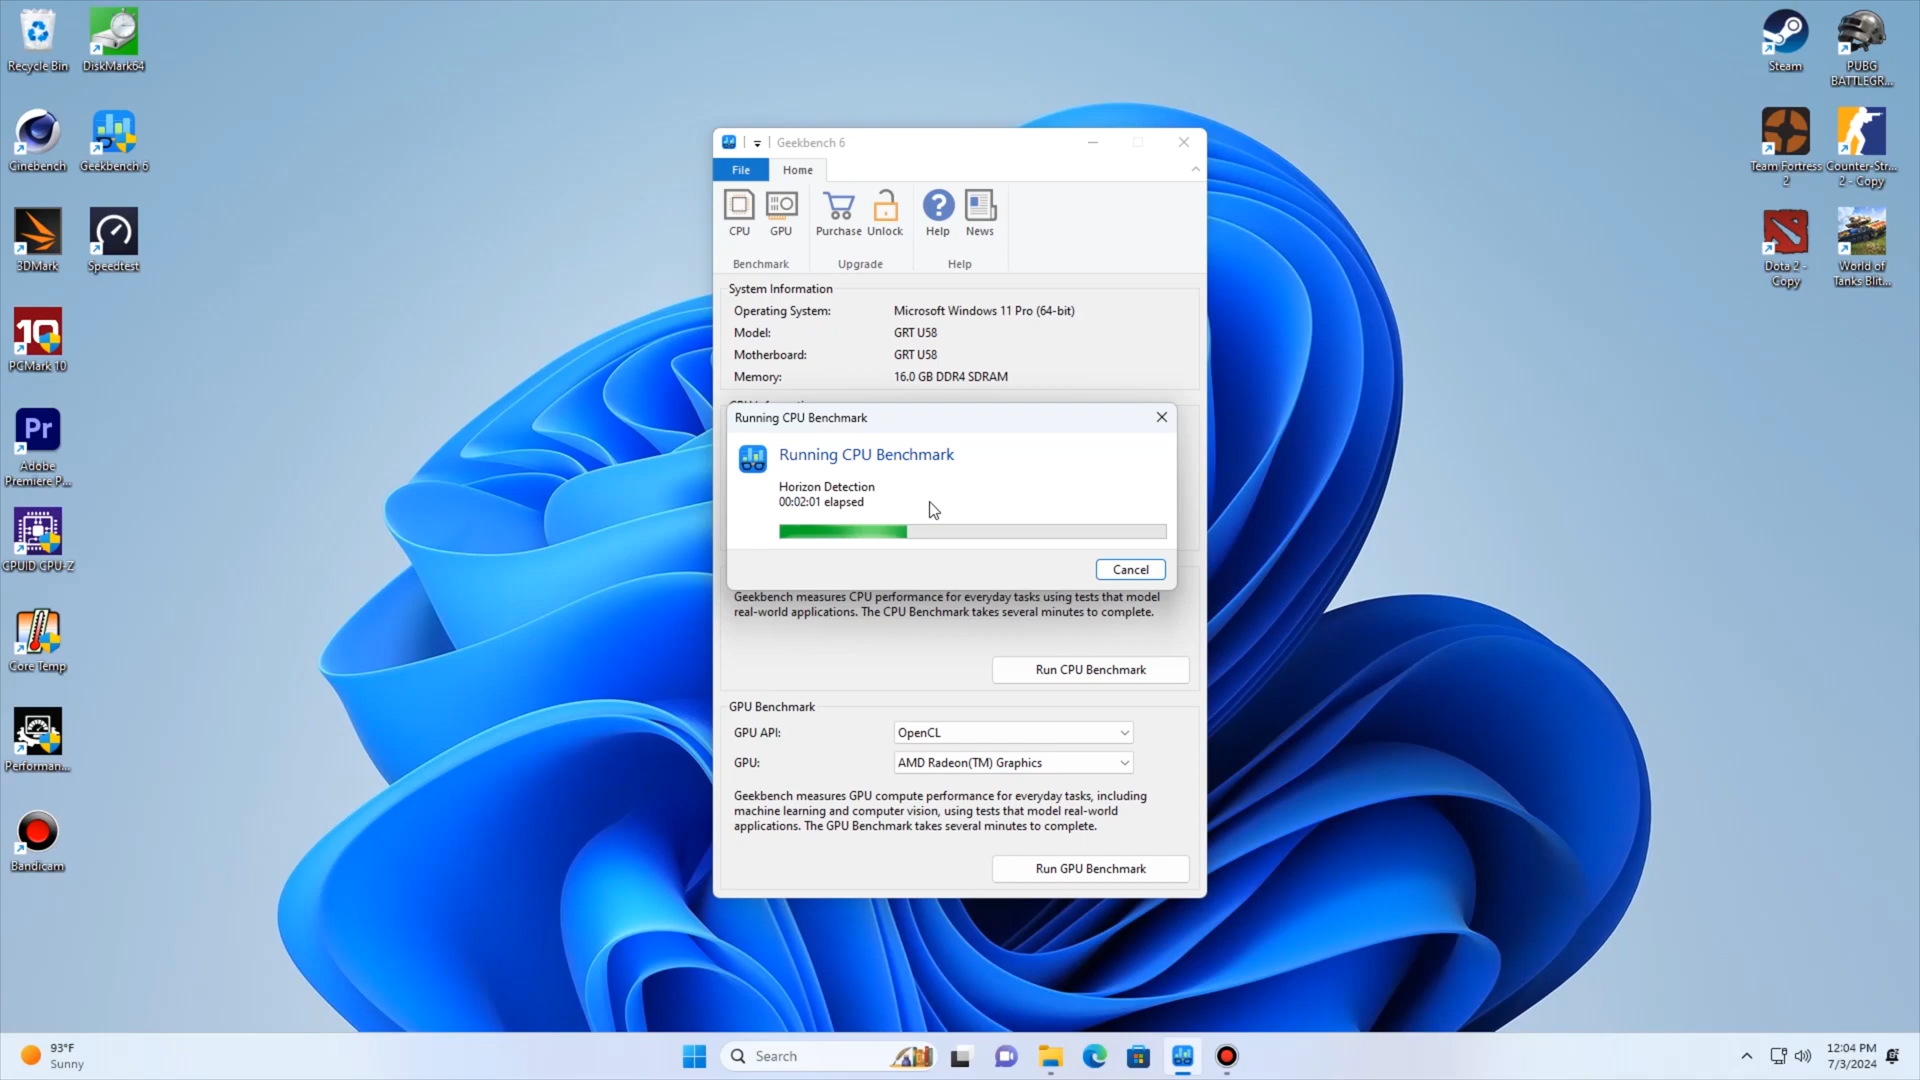 Recycle Bin
DiskMark64
Cinebench
Geekbench 6
3DMark
Speedtest
10
PCMark 10
Pr
Adobe
Premiere P...
CPUID CPU-Z
Core Temp
Performan...
Bandicam
Steam
PUBG
BATTLEGR...
Team Fortress
2
Counter-Str...
2 - Copy
Dota 2 -
Copy
World of
Tanks Blit...
Geekbench 6
File
Home
CPU
GPU
Purchase
Unlock
Help
News
Benchmark
Upgrade
Help
System Information
Operating System:
Microsoft Windows 11 Pro (64-bit)
Model:
GRT U58
Motherboard:
GRT U58
Memory:
16.0 GB DDR4 SDRAM
Running CPU Benchmark
Running CPU Benchmark
Horizon Detection
00:02:01 elapsed
Cancel
Geekbench measures CPU performance for everyday tasks using tests that model
real-world applications. The CPU Benchmark takes several minutes to complete.
Run CPU Benchmark
GPU Benchmark
GPU API:
OpenCL
GPU:
AMD Radeon(TM) Graphics
Geekbench measures GPU compute performance for everyday tasks, including
machine learning and computer vision, using tests that model real-world
applications. The GPU Benchmark takes several minutes to complete.
Run GPU Benchmark
93°F
Sunny
Search
12:04 PM
7/3/2024